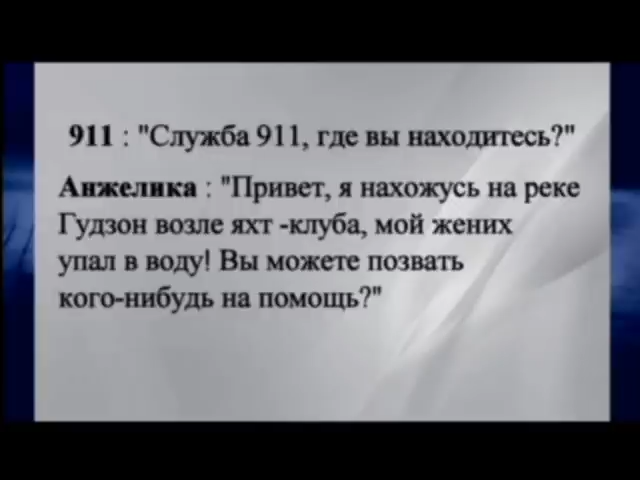 911 : "Служба 911, где вы находитесь?"
Анжелика : "Привет, я нахожусь на реке
Гудзон возле яхт -клуба, мой жених
упал в воду! Вы можете позвать
кого-нибудь на помощь?"